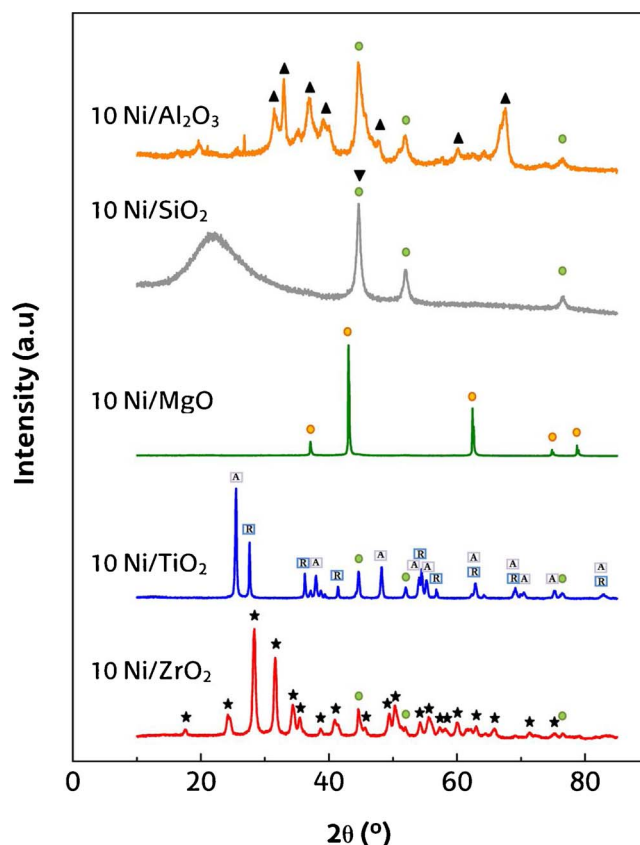 10 Ni/Al₂O₃
10 Ni/SiO₂
10 Ni/MgO
A
R
R
A
R
A
A
R
A
R
A
R
A
R
A
A
R
10 Ni/TiO₂
10 Ni/ZrO₂
Intensity (a.u)
0 20 40 60 80
2θ (º)